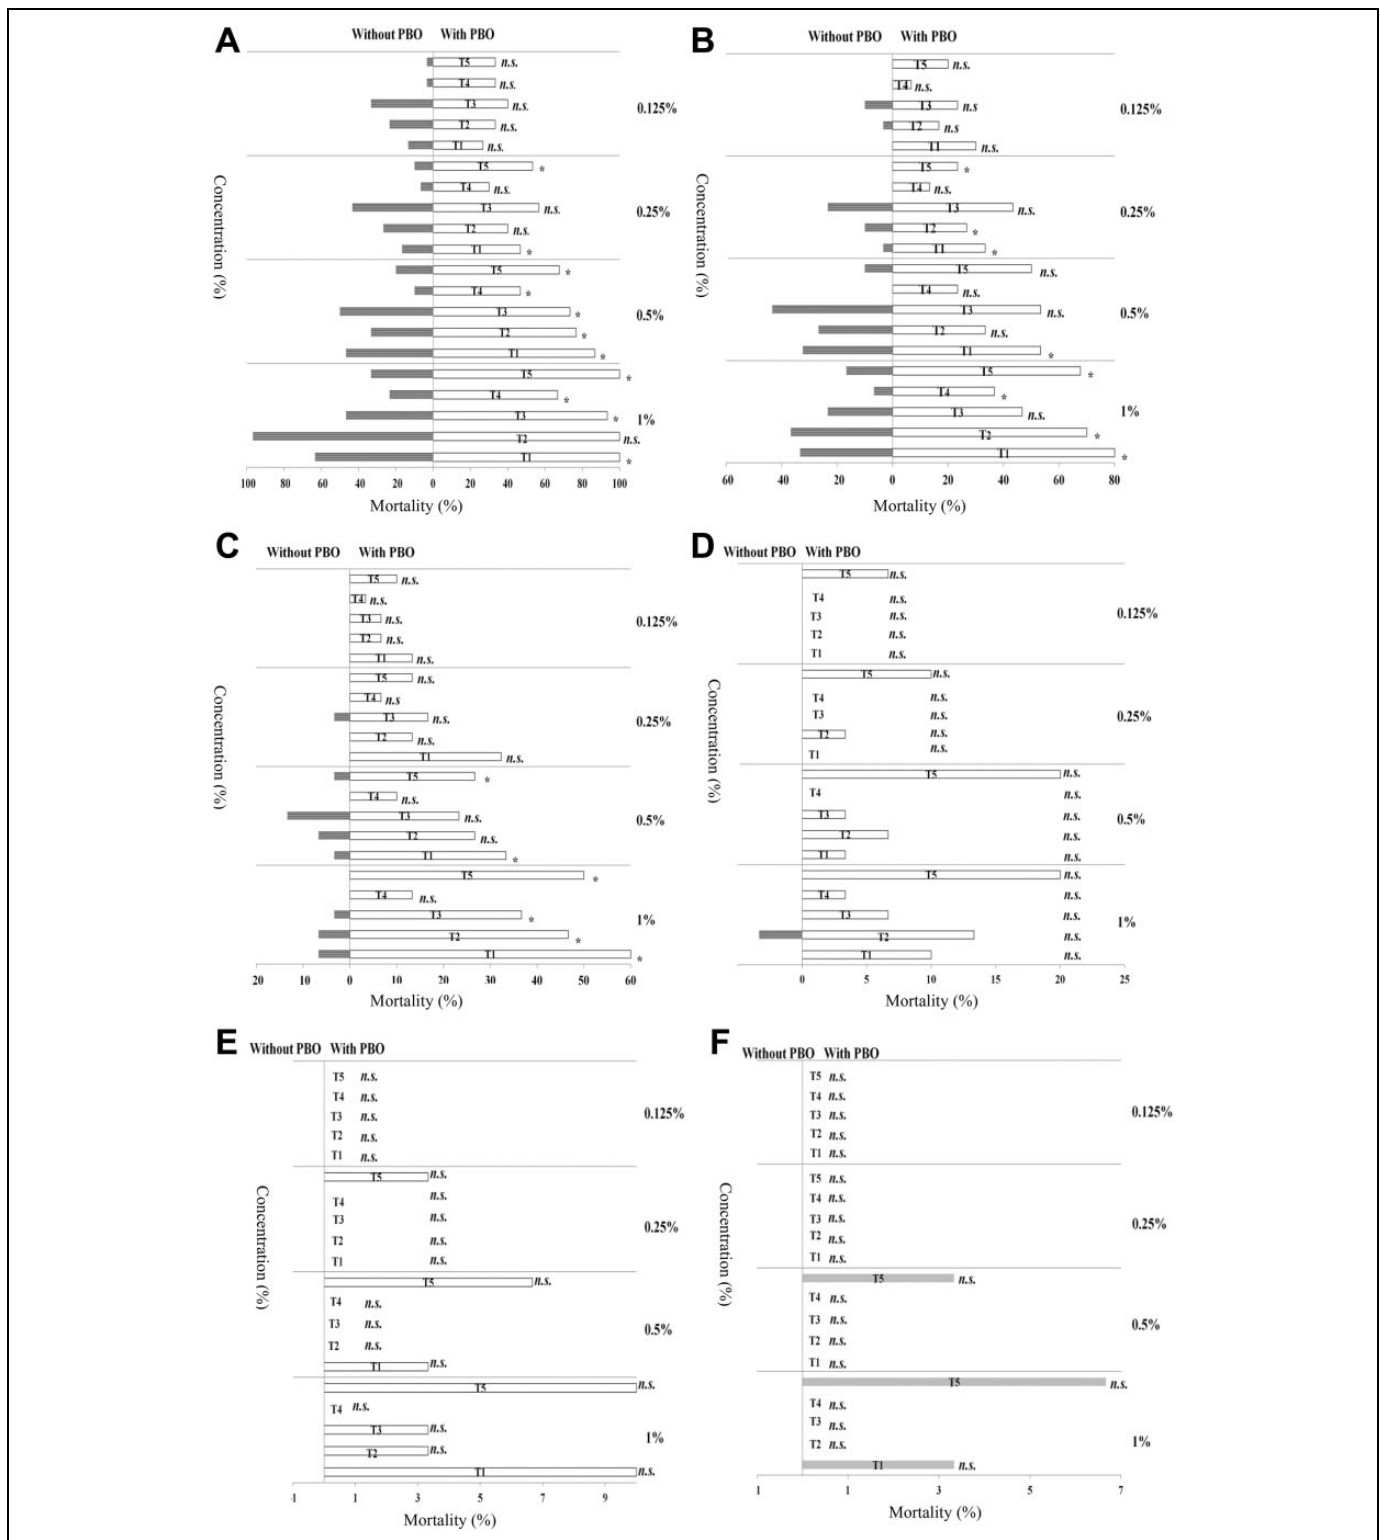 A
Without PBO With PBO
T5 n.s.
T4 n.s.
T3 n.s.
0.125%
T2 n.s.
T1 n.s.
T5 *
T4 n.s.
T3 n.s.
0.25%
T2 n.s.
T1 *
T5 *
T4 *
T3 *
0.5%
T2 *
T1 *
T5 *
T4 *
T3 *
1%
T2 n.s.
T1 *
Concentration (%)
100 80 60 40 20 0 20 40 60 80 100
Mortality (%)
B
Without PBO With PBO
T5 n.s.
T4 n.s.
T3 n.s
0.125%
T2 n.s
T1 n.s.
T5 *
T4 n.s.
T3 n.s.
0.25%
T2 *
T1 *
T5 n.s.
T4 n.s.
T3 n.s.
0.5%
T2 n.s.
T1 *
T5 *
T4 *
T3 n.s.
1%
T2 *
T1 *
Concentration (%)
60 40 20 0 20 40 60 80
Mortality (%)
C
Without PBO With PBO
T5 n.s.
T4 n.s.
T3 n.s.
0.125%
T2 n.s.
T1 n.s.
T5 n.s.
T4 n.s
T3 n.s.
0.25%
T2 n.s.
T1 n.s.
T5 *
T4 n.s.
T3 n.s.
0.5%
T2 n.s.
T1 *
T5 *
T4 n.s.
T3 *
1%
T2 *
T1 *
Concentration (%)
20 10 0 10 20 30 40 50 60
Mortality (%)
D
Without PBO With PBO
T5 n.s.
T4 n.s.
T3 n.s.
0.125%
T2 n.s.
T1 n.s.
T5 n.s.
T4 n.s.
T3 n.s.
0.25%
T2 n.s.
T1 n.s.
T5 n.s.
T4 n.s.
T3 n.s.
0.5%
T2 n.s.
T1 n.s.
T5 n.s.
T4 n.s.
T3 n.s.
1%
T2 n.s.
T1 n.s.
Concentration (%)
0 5 10 15 20 25
Mortality (%)
E
Without PBO With PBO
T5 n.s.
T4 n.s.
T3 n.s.
0.125%
T2 n.s.
T1 n.s.
T5 n.s.
T4 n.s.
T3 n.s.
0.25%
T2 n.s.
T1 n.s.
T5 n.s.
T4 n.s.
T3 n.s.
0.5%
T2 n.s.
T1 n.s.
T5 n.s.
T4 n.s.
T3 n.s.
1%
T2 n.s.
T1 n.s.
Concentration (%)
-1 1 3 5 7 9
Mortality (%)
F
Without PBO With PBO
T5 n.s.
T4 n.s.
T3 n.s.
0.125%
T2 n.s.
T1 n.s.
T5 n.s.
T4 n.s.
T3 n.s.
0.25%
T2 n.s.
T1 n.s.
T5 n.s.
T4 n.s.
T3 n.s.
0.5%
T2 n.s.
T1 n.s.
T5 n.s.
T4 n.s.
T3 n.s.
1%
T2 n.s.
T1 n.s.
Concentration (%)
1 1 3 5 7
Mortality (%)